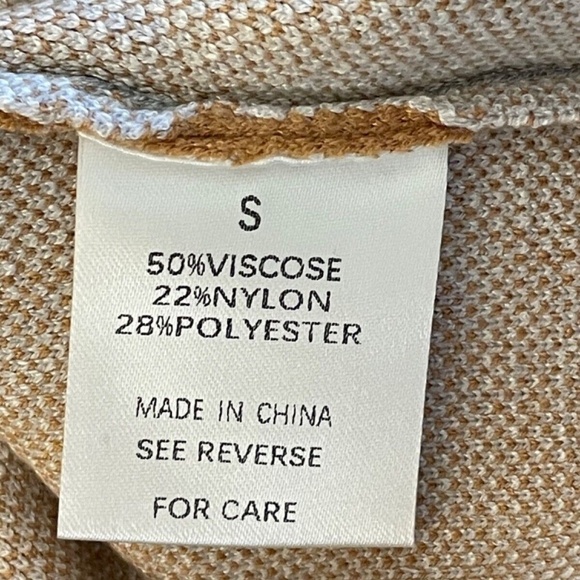 S
50%VISCOSE
22%NYLON
28%POLYESTER
MADE IN CHINA
SEE REVERSE
FOR CARE